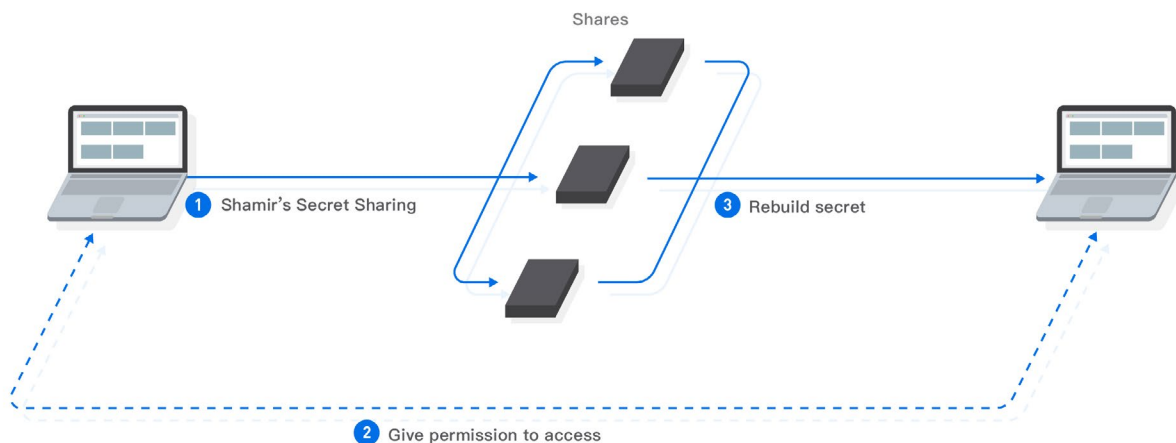 Shares
1 Shamir’s Secret Sharing
3 Rebuild secret
2 Give permission to access